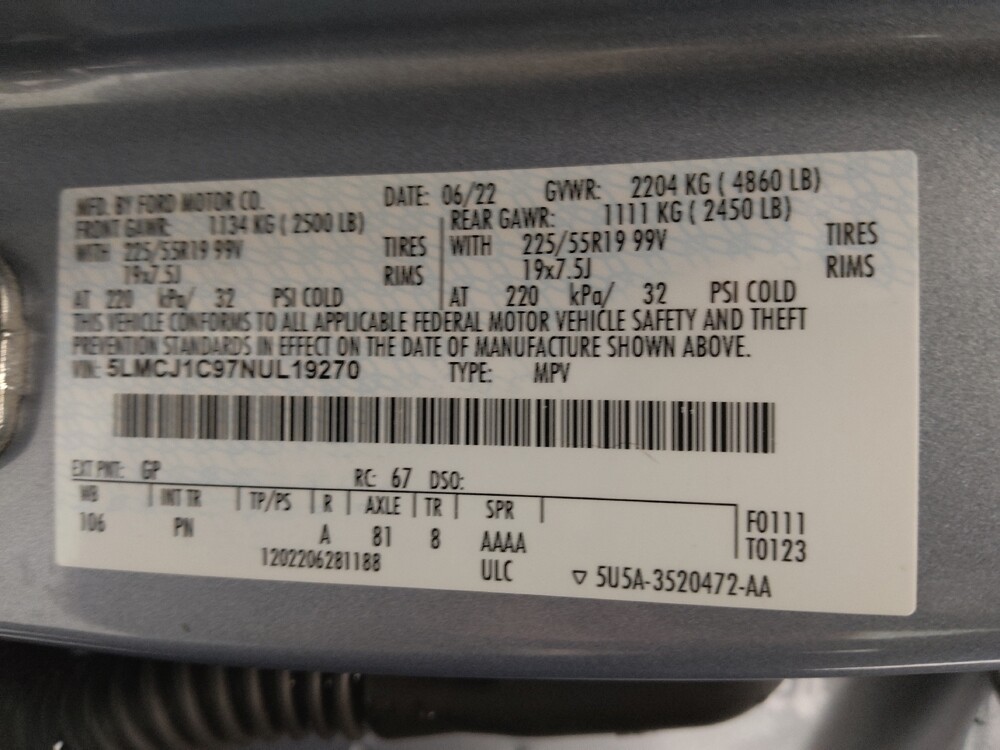 MFD. BY FORD MOTOR CO. DATE: 06/22 GVWR: 2204 KG ( 4860 LB)
FRONT GAWR: 1134 KG ( 2500 LB) REAR GAWR: 1111 KG ( 2450 LB)
WITH 225/55R19 99V TIRES WITH 225/55R19 99V TIRES
19x7.5J RIMS 19x7.5J RIMS
AT 220 kPa/ 32 PSI COLD AT 220 kPa/ 32 PSI COLD
THIS VEHICLE CONFORMS TO ALL APPLICABLE FEDERAL MOTOR VEHICLE SAFETY AND THEFT
PREVENTION STANDARDS IN EFFECT ON THE DATE OF MANUFACTURE SHOWN ABOVE.
VIN: 5LMCJ1C97NUL19270 TYPE: MPV
EXT PNT: GP RC: 67 DSO:
WB INT TR TP/PS R AXLE TR SPR F0111
106 PN A 81 8 AAAA T0123
1202206281188 ULC ▽ 5U5A-3520472-AA